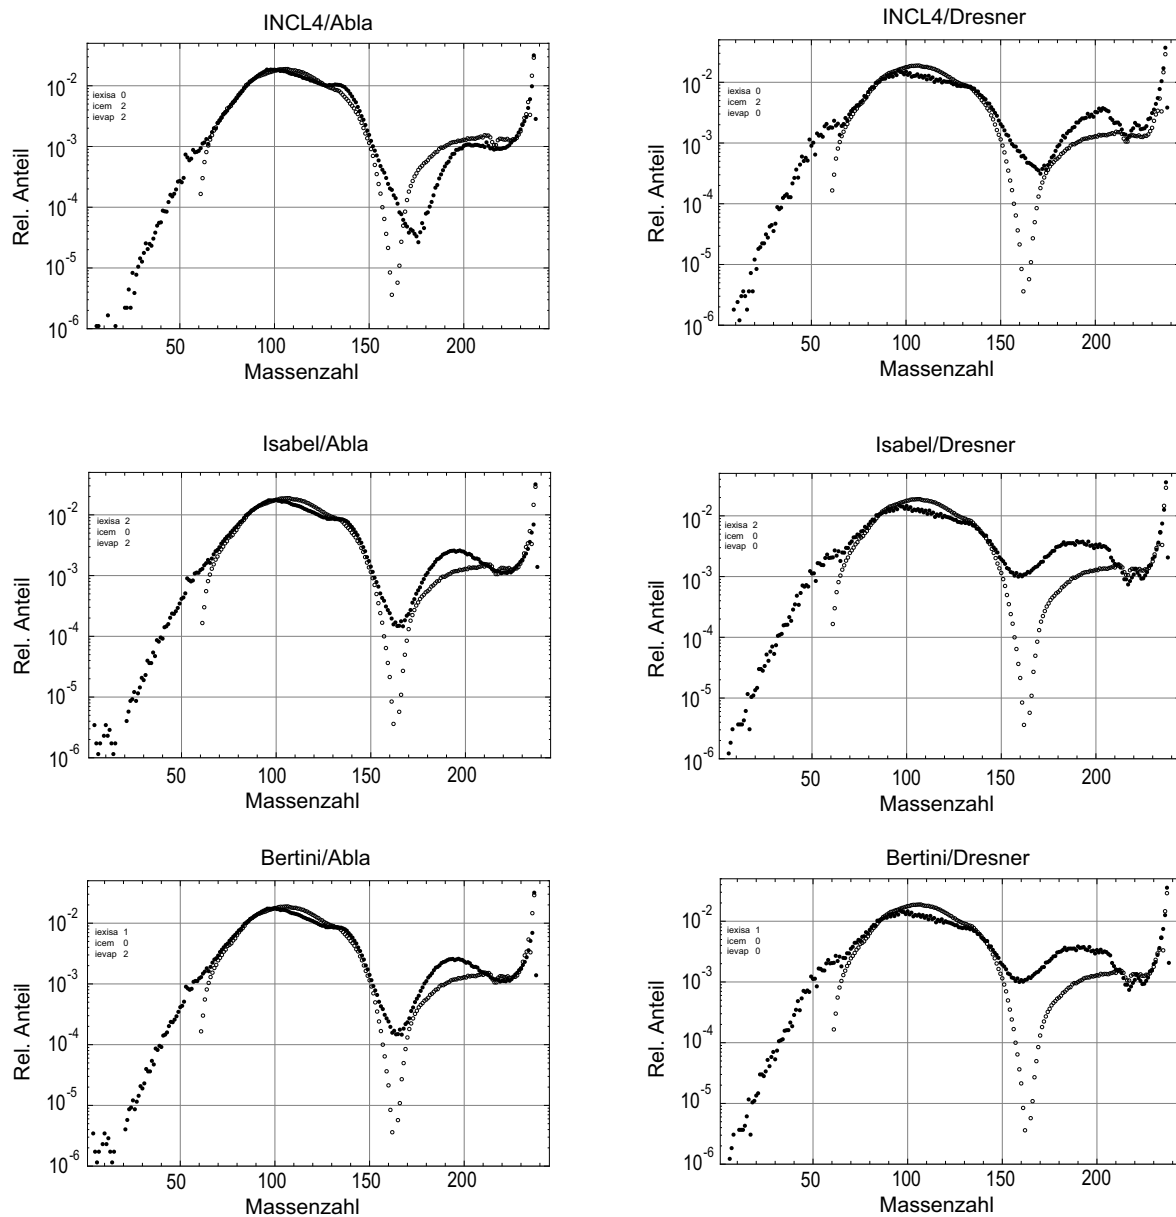 INCL4/Abla
10-2
10-3
10-4
10-5
10-6
Rel. Anteil
iexisa 0
icem 2
ievap 2
50 100 150 200
Massenzahl
INCL4/Dresner
10-2
10-3
10-4
10-5
10-6
Rel. Anteil
iexisa 0
icem 2
ievap 0
50 100 150 200
Massenzahl
Isabel/Abla
10-2
10-3
10-4
10-5
10-6
Rel. Anteil
iexisa 2
icem 0
ievap 2
50 100 150 200
Massenzahl
Isabel/Dresner
10-2
10-3
10-4
10-5
10-6
Rel. Anteil
iexisa 2
icem 0
ievap 0
50 100 150 200
Massenzahl
Bertini/Abla
10-2
10-3
10-4
10-5
10-6
Rel. Anteil
iexisa 1
icem 0
ievap 2
50 100 150 200
Massenzahl
Bertini/Dresner
10-2
10-3
10-4
10-5
10-6
Rel. Anteil
iexisa 1
icem 0
ievap 0
50 100 150 200
Massenzahl